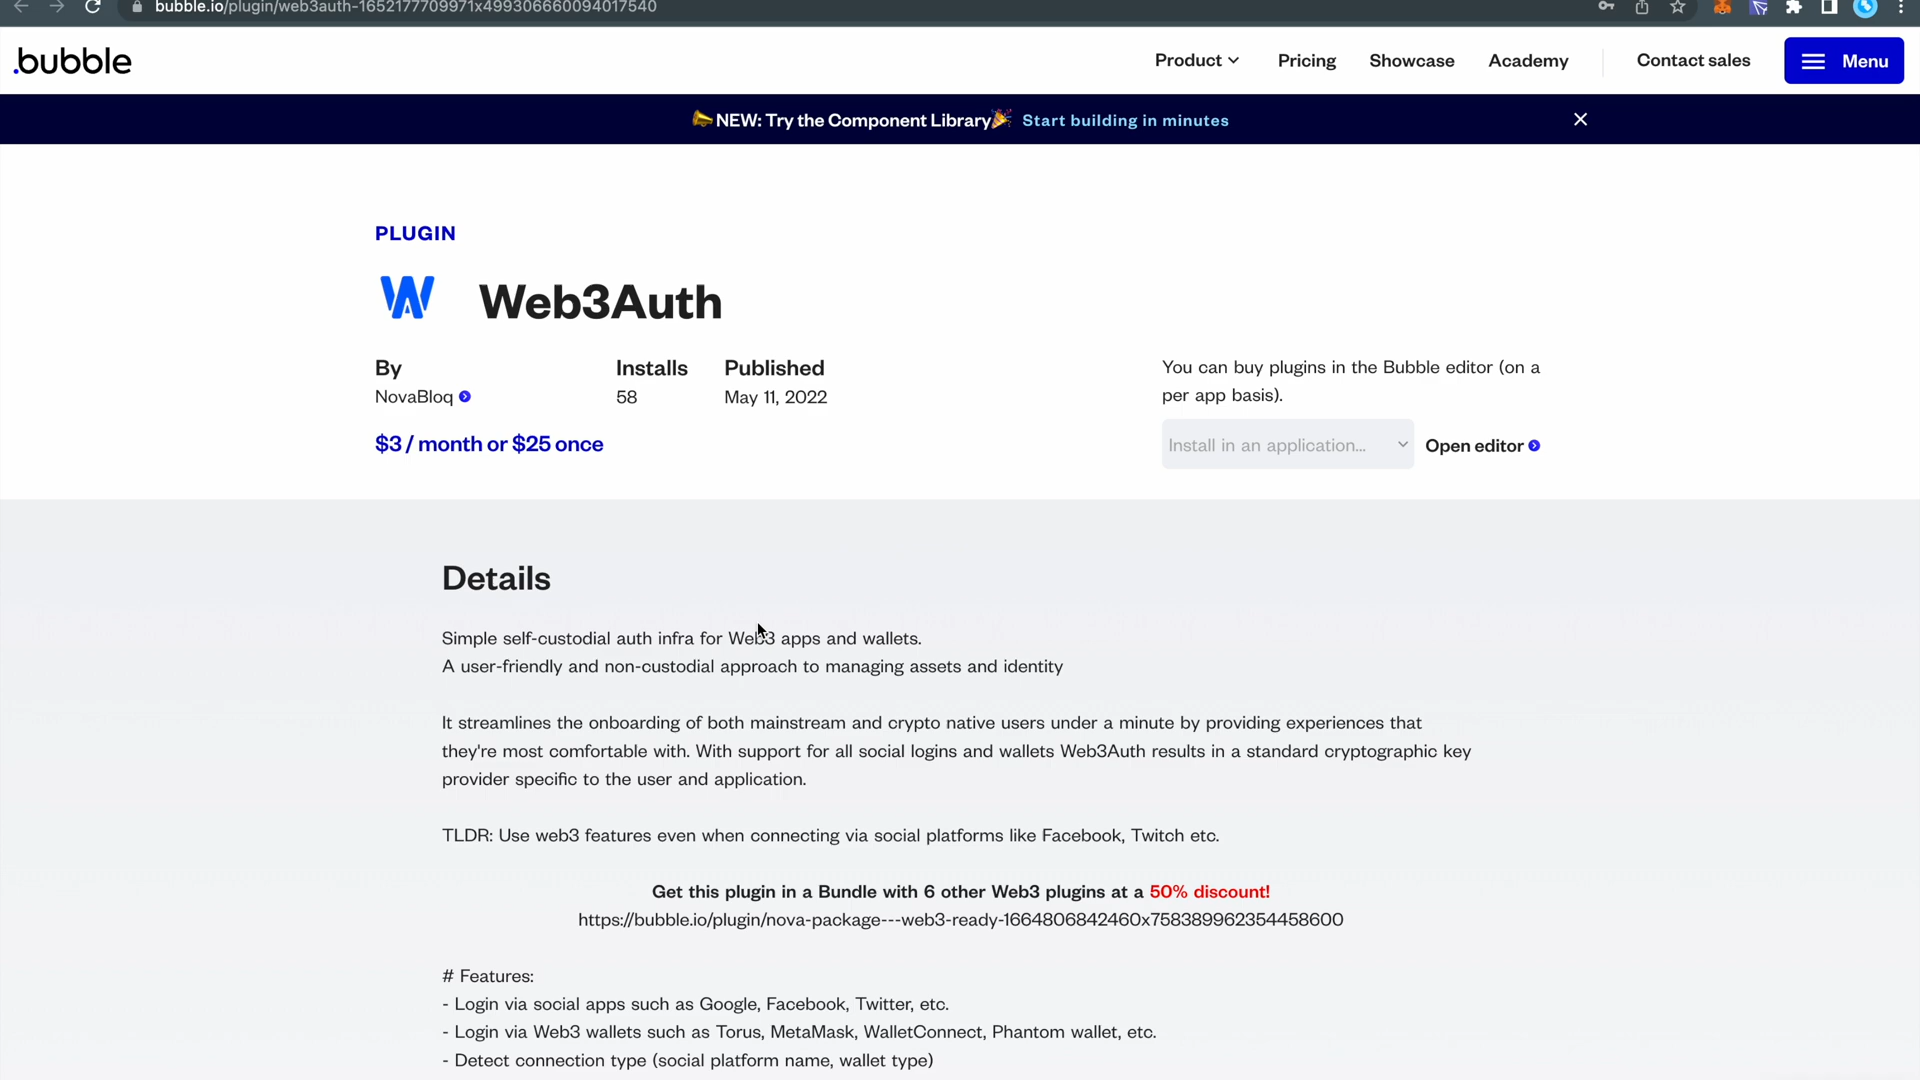 bubble.io/plugin/web3auth-1652177709971x499306660094017540
.bubble
Product
Pricing
Showcase
Academy
Contact sales
Menu
NEW: Try the Component Library
Start building in minutes
PLUGIN
Web3Auth
By
Installs
Published
NovaBloq
58
May 11, 2022
$3 / month or $25 once
You can buy plugins in the Bubble editor (on a
per app basis).
Install in an application...
Open editor
Details
Simple self-custodial auth infra for Web3 apps and wallets.
A user-friendly and non-custodial approach to managing assets and identity
It streamlines the onboarding of both mainstream and crypto native users under a minute by providing experiences that
they're most comfortable with. With support for all social logins and wallets Web3Auth results in a standard cryptographic key
provider specific to the user and application.
TLDR: Use web3 features even when connecting via social platforms like Facebook, Twitch etc.
Get this plugin in a Bundle with 6 other Web3 plugins at a 50% discount!
https://bubble.io/plugin/nova-package---web3-ready-1664806842460x758389962354458600
# Features:
- Login via social apps such as Google, Facebook, Twitter, etc.
- Login via Web3 wallets such as Torus, MetaMask, WalletConnect, Phantom wallet, etc.
- Detect connection type (social platform name, wallet type)